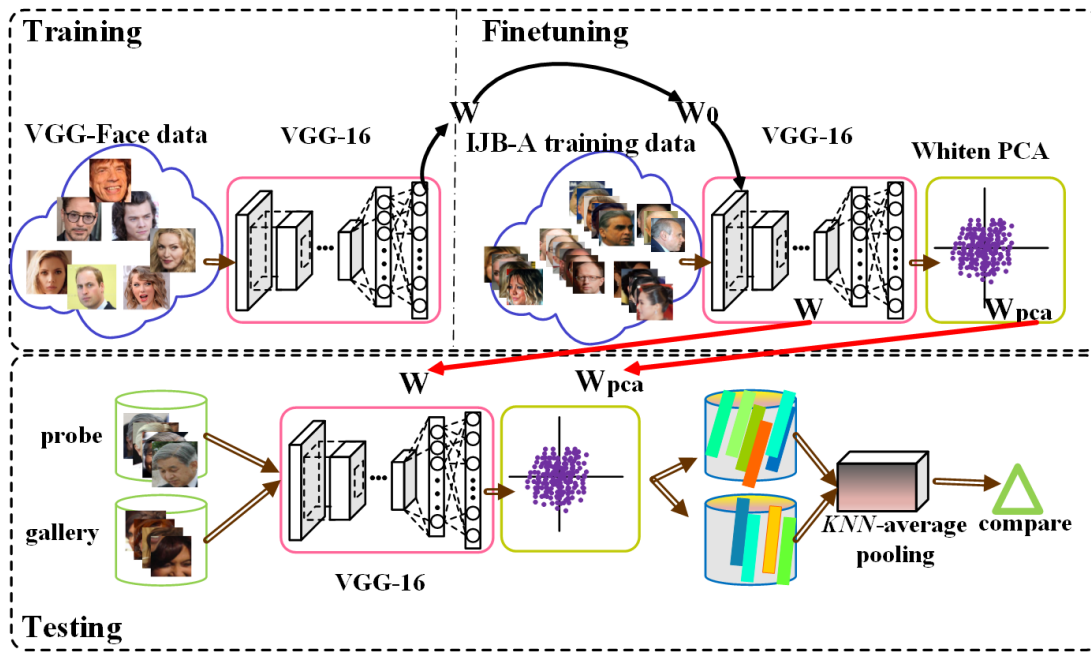 Training
Finetuning
W
W0
VGG-Face data
VGG-16
IJB-A training data
VGG-16
Whiten PCA
W
Wpca
W
Wpca
probe
gallery
KNN-average
pooling
compare
VGG-16
Testing